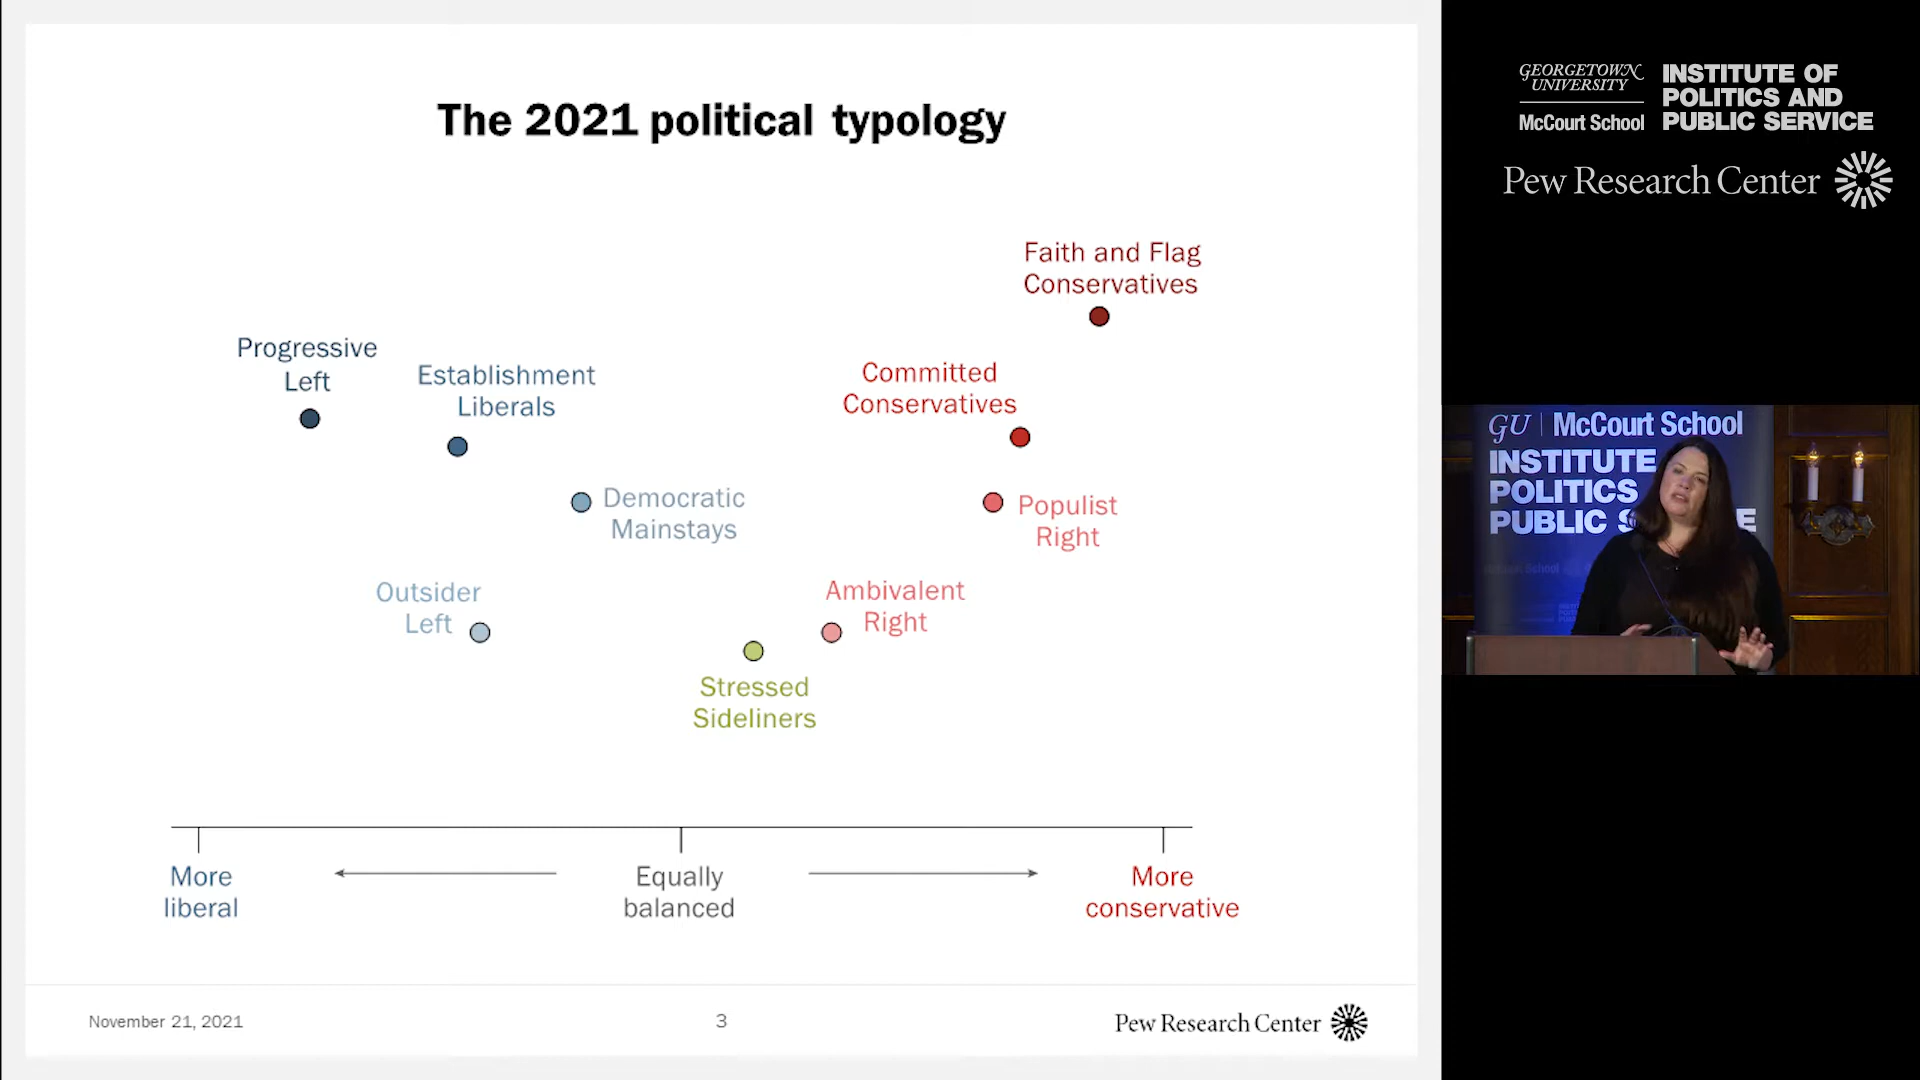 The 2021 political typology
Faith and Flag
Conservatives
Progressive
Left
Establishment
Liberals
Committed
Conservatives
Democratic
Mainstays
Populist
Right
Outsider
Left
Ambivalent
Right
Stressed
Sideliners
More
liberal
Equally
balanced
More
conservative
November 21, 2021
3
Pew Research Center
GEORGETOWN
UNIVERSITY
McCourt School
INSTITUTE OF
POLITICS AND
PUBLIC SERVICE
Pew Research Center
GU | McCourt School
INSTITUTE
POLITICS
PUBLIC S E